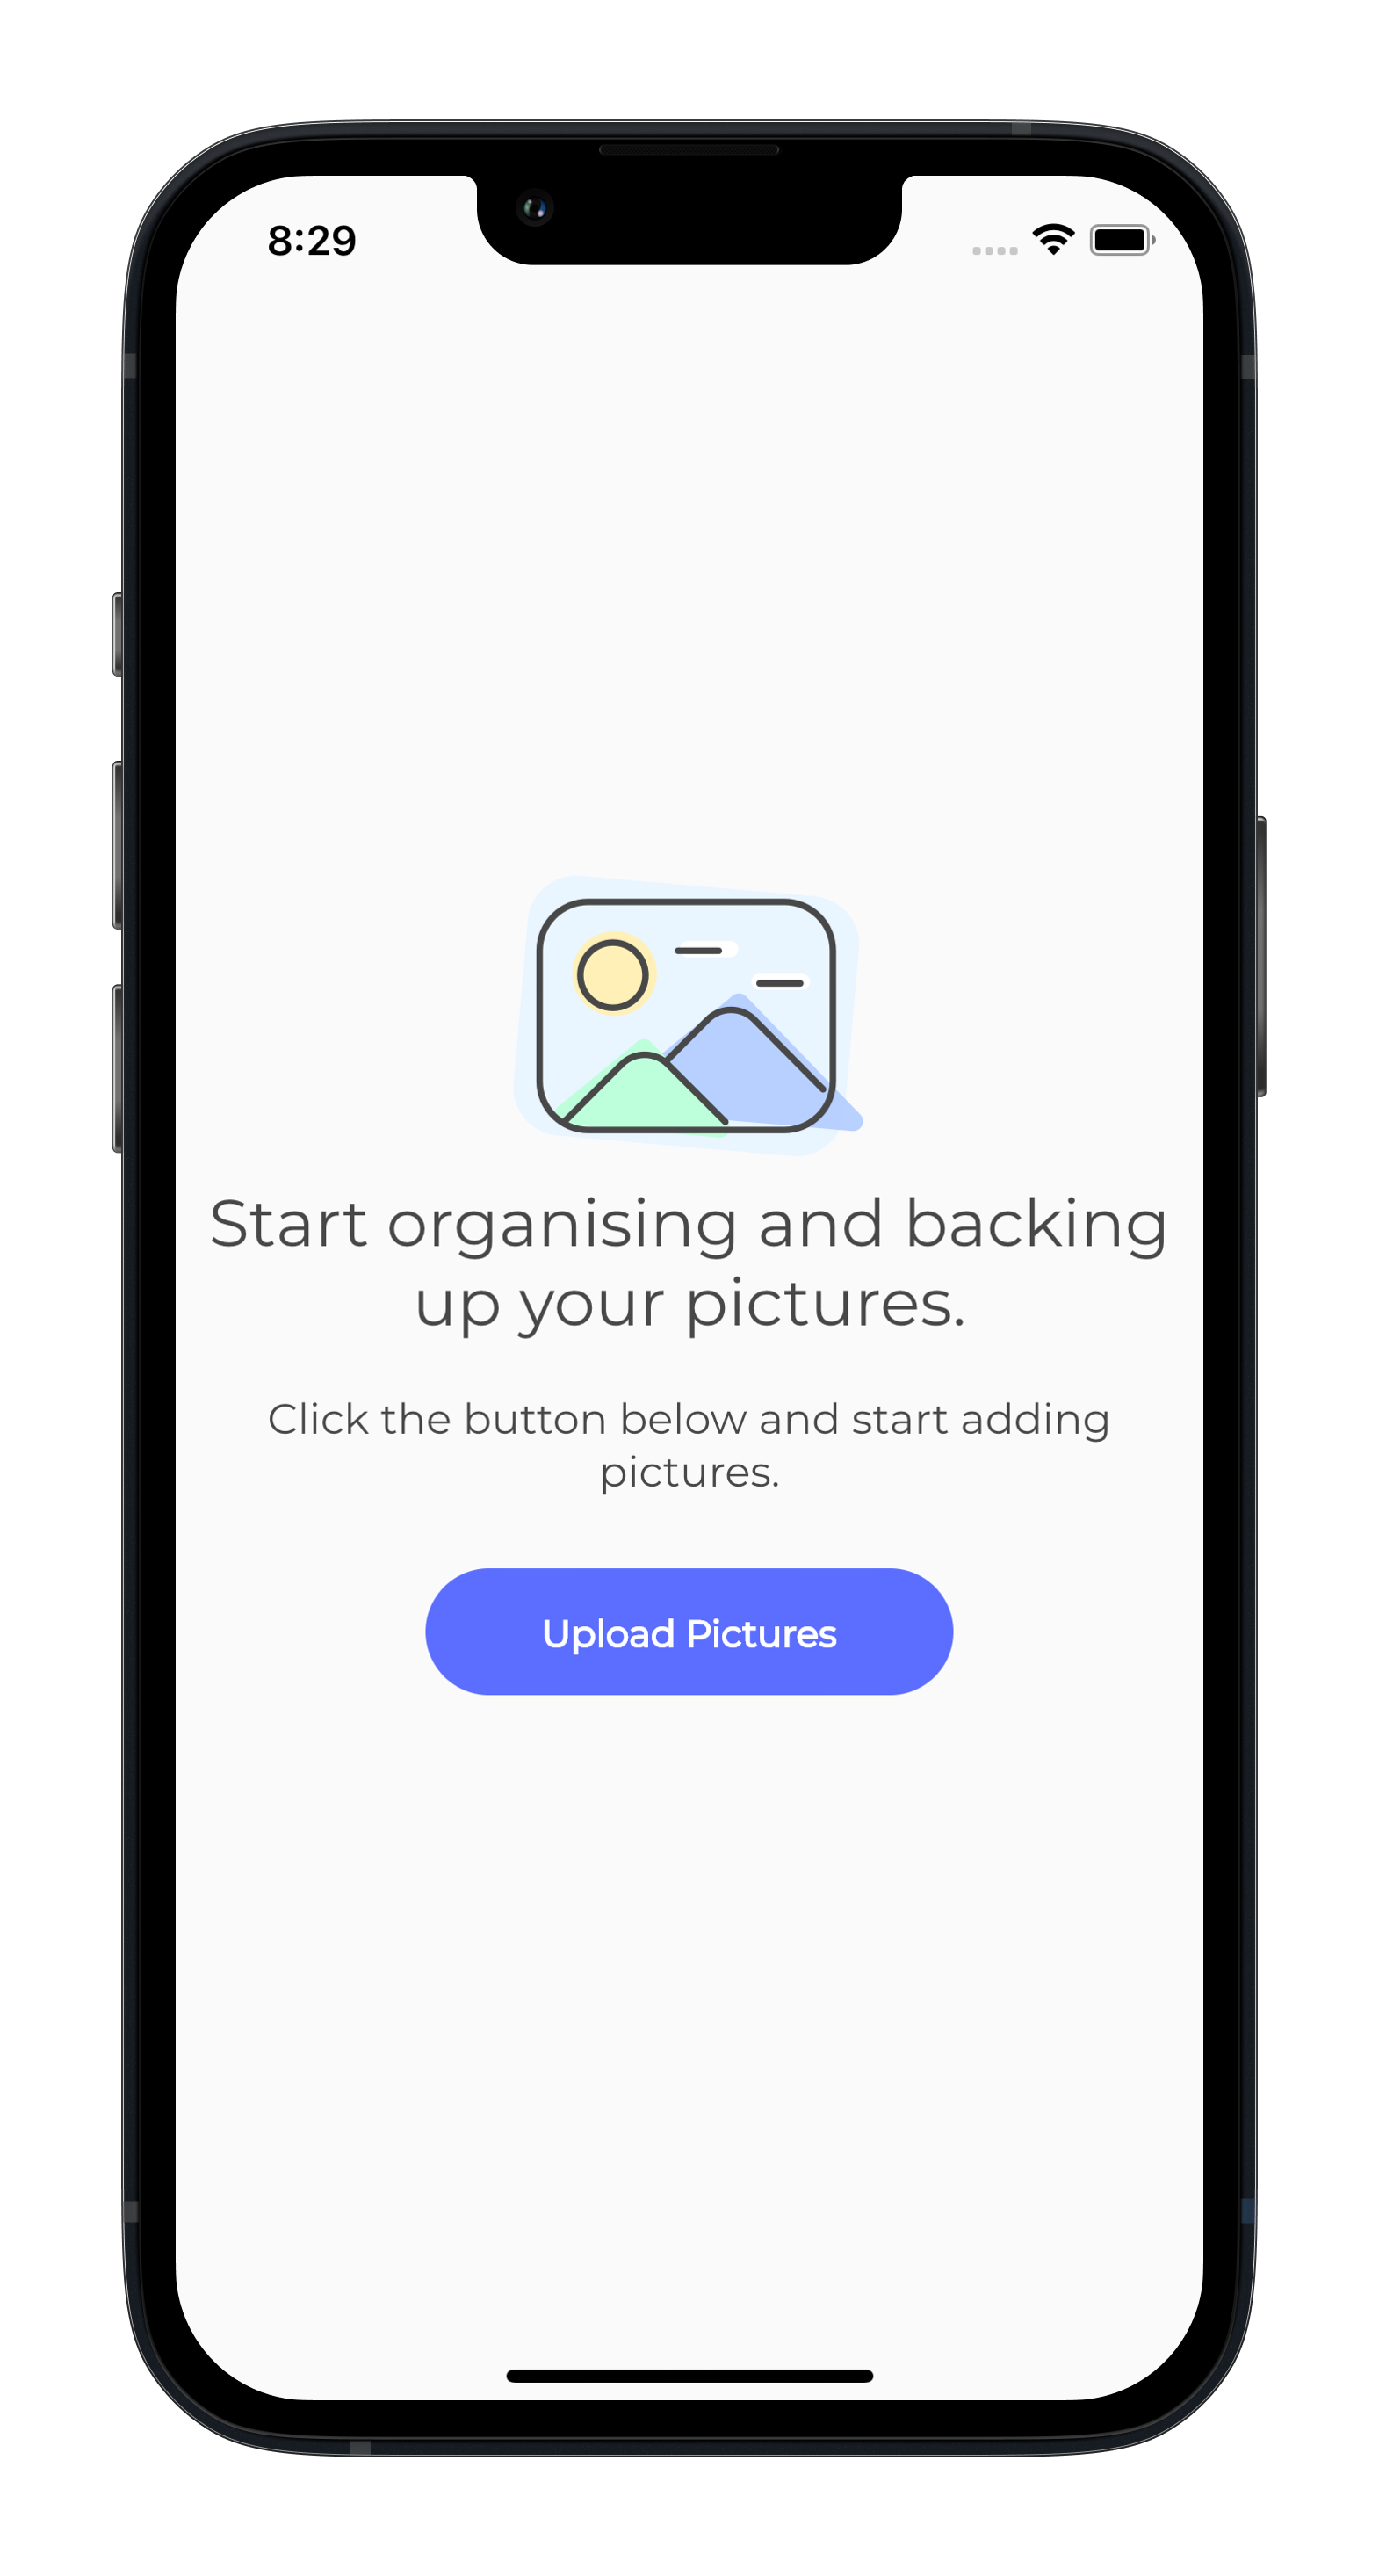 8:29
Start organising and backing
up your pictures.
Click the button below and start adding
pictures.
Upload Pictures